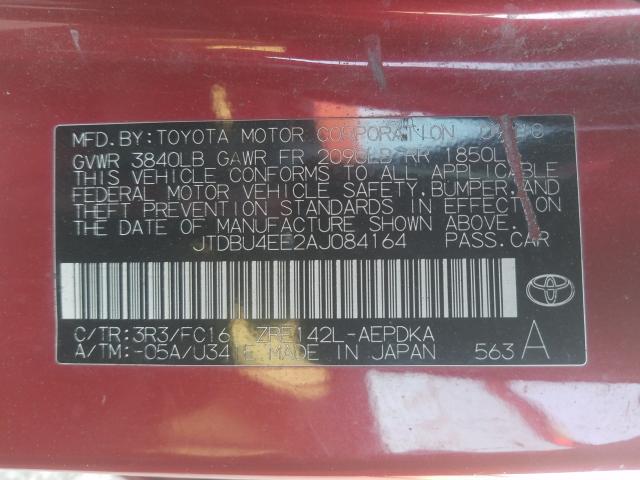 MFD.BY:TOYOTA MOTOR CORPORATION
GVWR 3840LB GAWR FR 2090LB RR 1850LB
THIS VEHICLE CONFORMS TO ALL APPLICABLE
FEDERAL MOTOR VEHICLE SAFETY,BUMPER,AND
THEFT PREVENTION STANDARDS IN EFFECT ON
THE DATE OF MANUFACTURE SHOWN ABOVE.
JTDBU4EE2AJ084164 PASS.CAR
C/TR:3R3/FC16 ZRE142L-AEPDKA
A/TM:-05A/U341E MADE IN JAPAN 563 A